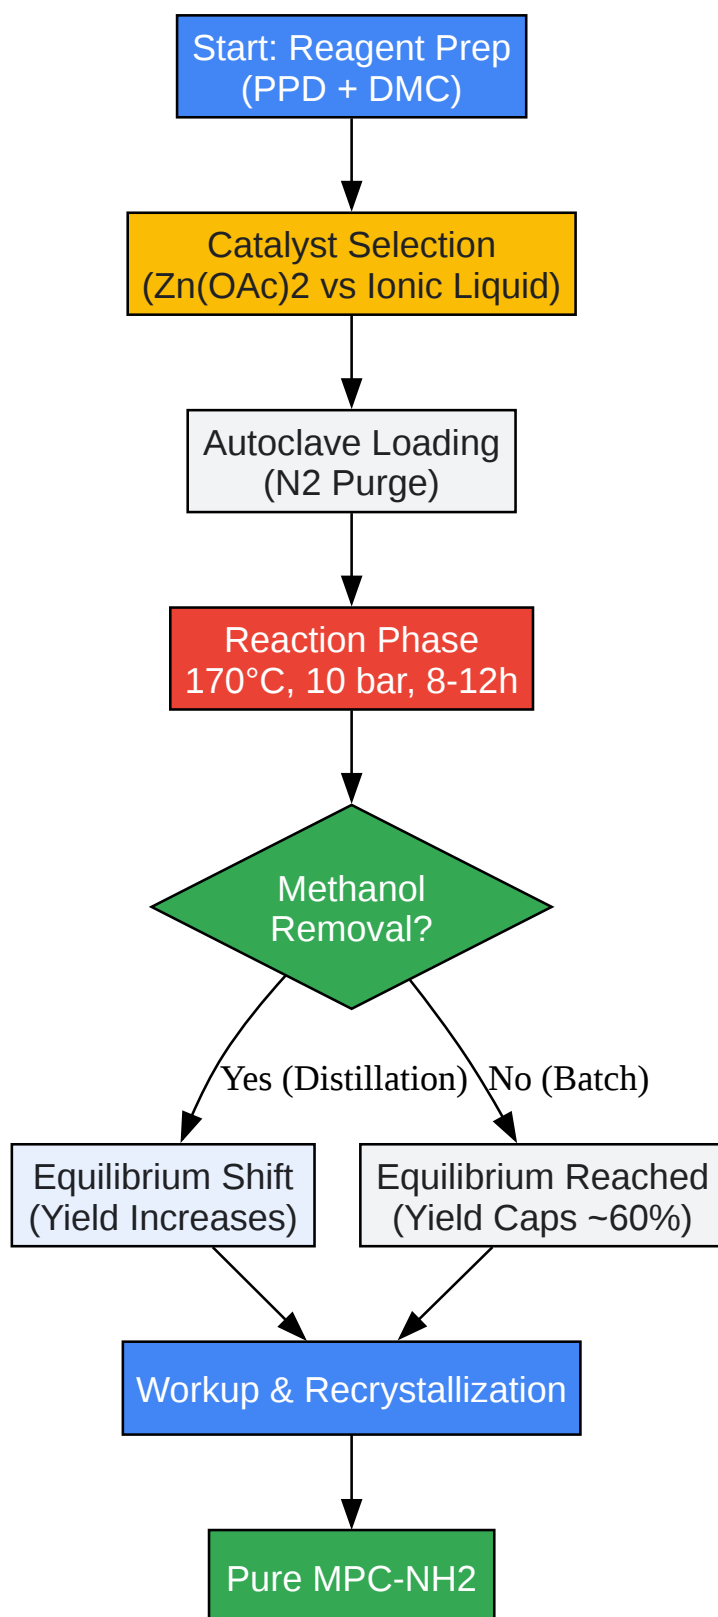 Start: Reagent Prep
(PPD + DMC)
Catalyst Selection
(Zn(OAc)2 vs Ionic Liquid)
Autoclave Loading
(N2 Purge)
Reaction Phase
170°C, 10 bar, 8-12h
Methanol
Removal?
Yes (Distillation)
No (Batch)
Equilibrium Shift
(Yield Increases)
Equilibrium Reached
(Yield Caps ~60%)
Workup & Recrystallization
Pure MPC-NH2